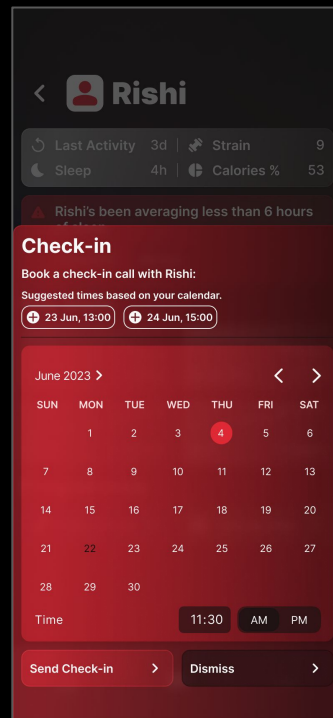 Rishi
Last Activity 3d Strain 9
Sleep 4h Calories % 53
Rishi's been averaging less than 6 hours
of sleep
Check-in
Book a check-in call with Rishi:
Suggested times based on your calendar.
23 Jun, 13:00 24 Jun, 15:00
June 2023
SUN MON TUE WED THU FRI SAT
1 2 3 4 5 6
7 8 9 10 11 12 13
14 15 16 17 18 19 20
21 22 23 24 25 26 27
28 29 30
Time 11:30 AM PM
Send Check-in Dismiss